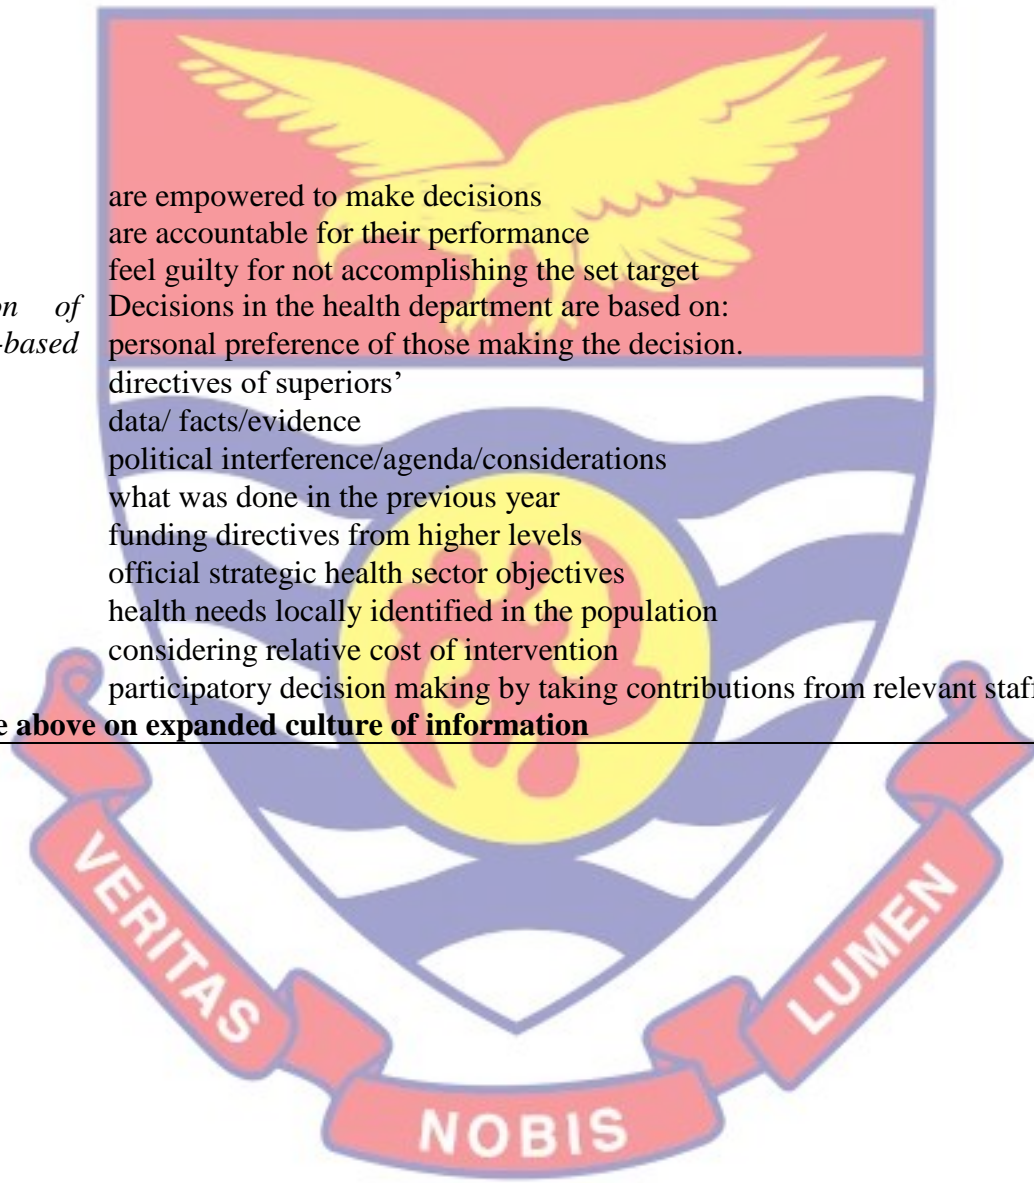 are empowered to make decisions
are accountable for their performance
feel guilty for not accomplishing the set target
of Decisions in the health department are based on:
-based personal preference of those making the decision.
directives of superiors’
data/ facts/evidence
political interference/agenda/considerations
what was done in the previous year
funding directives from higher levels
official strategic health sector objectives
health needs locally identified in the population
considering relative cost of intervention
participatory decision making by taking contributions from relevant staff
above on expanded culture of information
VERITAS
NOBIS
LUMEN